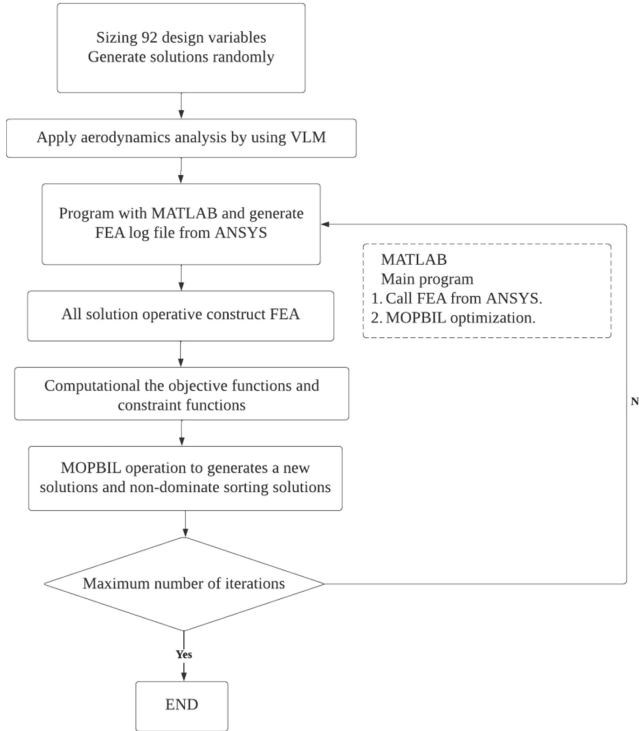 Sizing 92 design variables
Generate solutions randomly
Apply aerodynamics analysis by using VLM
Program with MATLAB and generate
FEA log file from ANSYS
MATLAB
Main program
1. Call FEA from ANSYS.
2. MOPBIL optimization.
All solution operative construct FEA
Computational the objective functions and
constraint functions
N
MOPBIL operation to generates a new
solutions and non-dominate sorting solutions
Maximum number of iterations
Yes
END